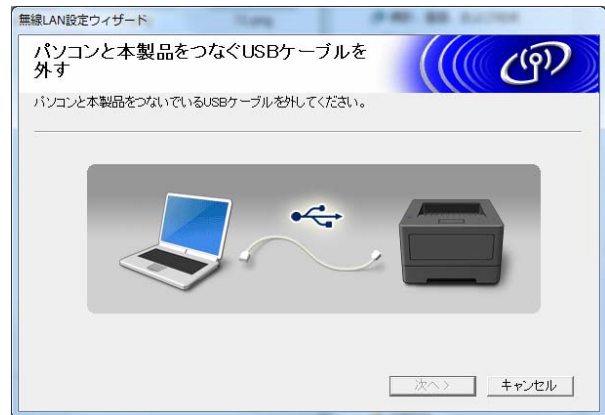 無線LAN設定ウィザード
パソコンと本製品をつなぐUSBケーブルを
外す
パソコンと本製品をつないでいるUSBケーブルを外してください。
次へ >
キャンセル